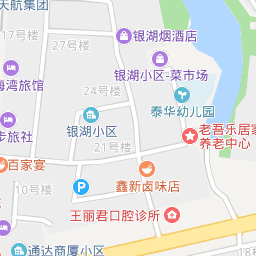 天航集团
银湖烟酒店
27号楼
银湖小区-菜市场
海湾旅馆
24号楼
泰华幼儿园
银湖小区
步旅社
老吾乐居家
养老中心
21号楼
百家宴
10号楼
鑫新卤味店
P
王丽君口腔诊所
通达商厦小区
18楼